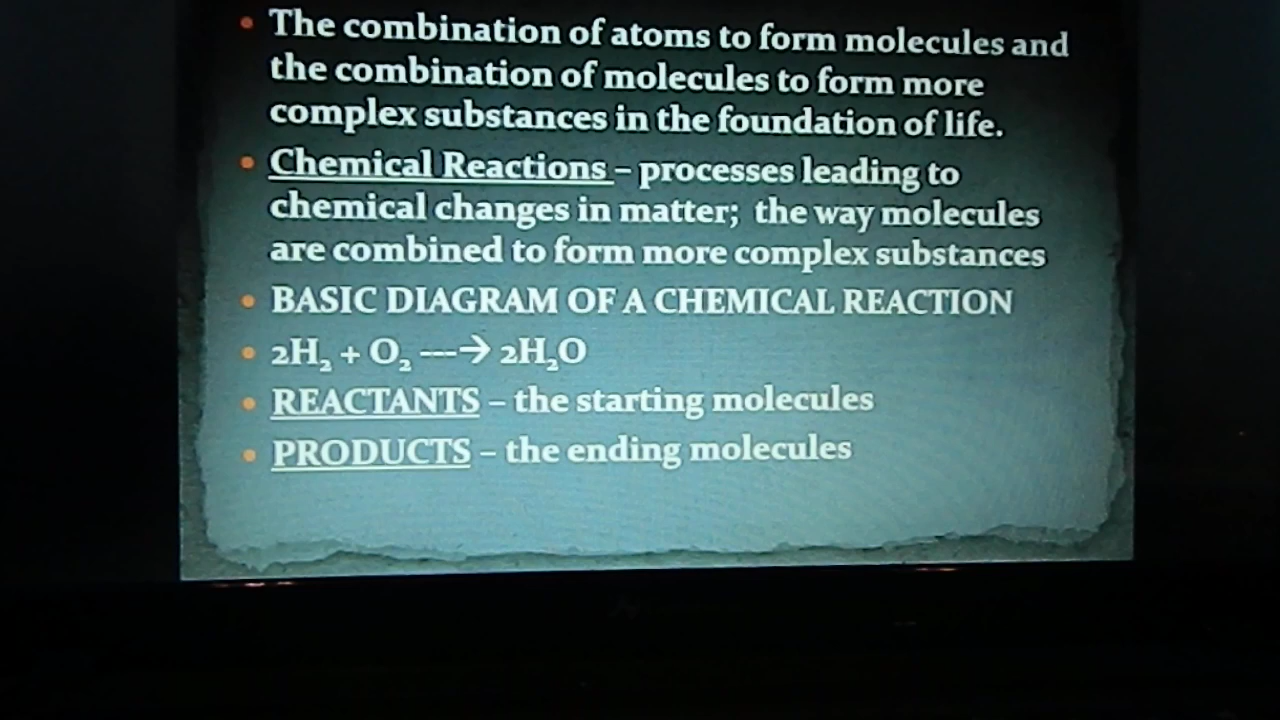 • The combination of atoms to form molecules and
the combination of molecules to form more
complex substances in the foundation of life.
• Chemical Reactions – processes leading to
chemical changes in matter; the way molecules
are combined to form more complex substances
• BASIC DIAGRAM OF A CHEMICAL REACTION
• 2H₂ + O₂ ---→ 2H₂O
• REACTANTS – the starting molecules
• PRODUCTS – the ending molecules